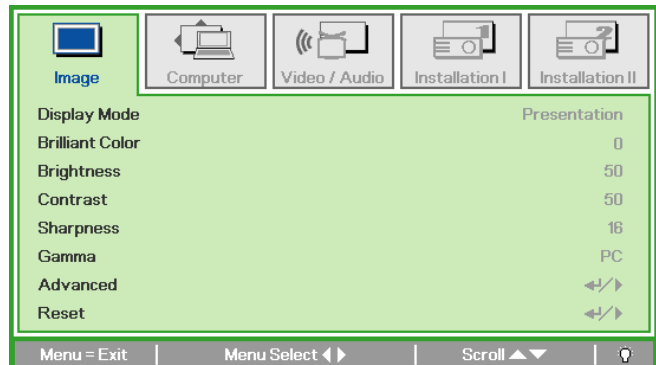 Image Computer Video / Audio Installation I Installation II
Display Mode Presentation
Brilliant Color 0
Brightness 50
Contrast 50
Sharpness 16
Gamma PC
Advanced ↵/▶
Reset ↵/▶
Menu = Exit Menu Select ◀▶ Scroll ▲▼